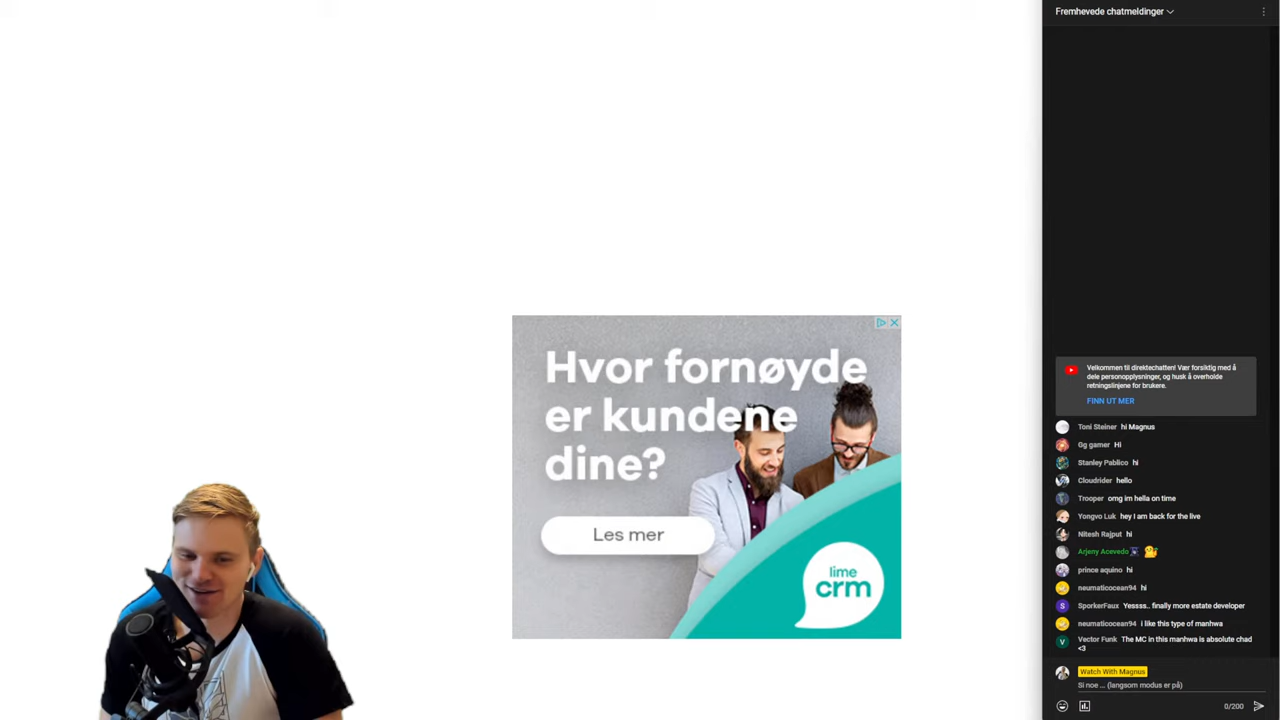 Fremhevede chatmeldinger
Velkommen til direktechatten! Vær forsiktig med å
dele personopplysninger, og husk å overholde
retningslinjene for brukere.
FINN UT MER
Toni Steiner hi Magnus
Gg gamer Hi
Stanley Pablico hi
Cloudrider hello
Trooper omg im hella on time
Yongvo Luk hey I am back for the live
Nitesh Rajput hi
Arjeny Acevedo
prince aquino hi
neumaticocean94 hi
S SporkerFaux Yessss.. finally more estate developer
neumaticocean94 i like this type of manhwa
V Vector Funk The MC in this manhwa is absolute chad
<3
Watch With Magnus
Si noe ... (langsom modus er på)
0/200
Hvor fornøyde
er kundene
dine?
Les mer
lime
crm